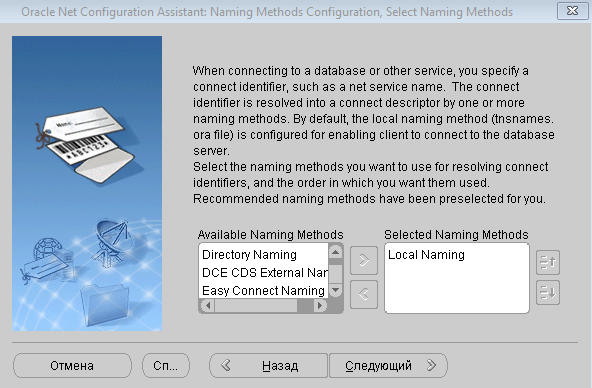 Oracle Net Configuration Assistant: Naming Methods Configuration, Select Naming Methods
When connecting to a database or other service, you specify a
connect identifier, such as a net service name. The connect
identifier is resolved into a connect descriptor by one or more
naming methods. By default, the local naming method (tnsnames.
ora file) is configured for enabling client to connect to the database
server.
Select the naming methods you want to use for resolving connect
identifiers, and the order in which you want them used.
Recommended naming methods have been preselected for you.
Available Naming Methods
Selected Naming Methods
Directory Naming
Local Naming
DCE CDS External Nar
Easy Connect Naming
Отмена
Сп...
Назад
Следующий